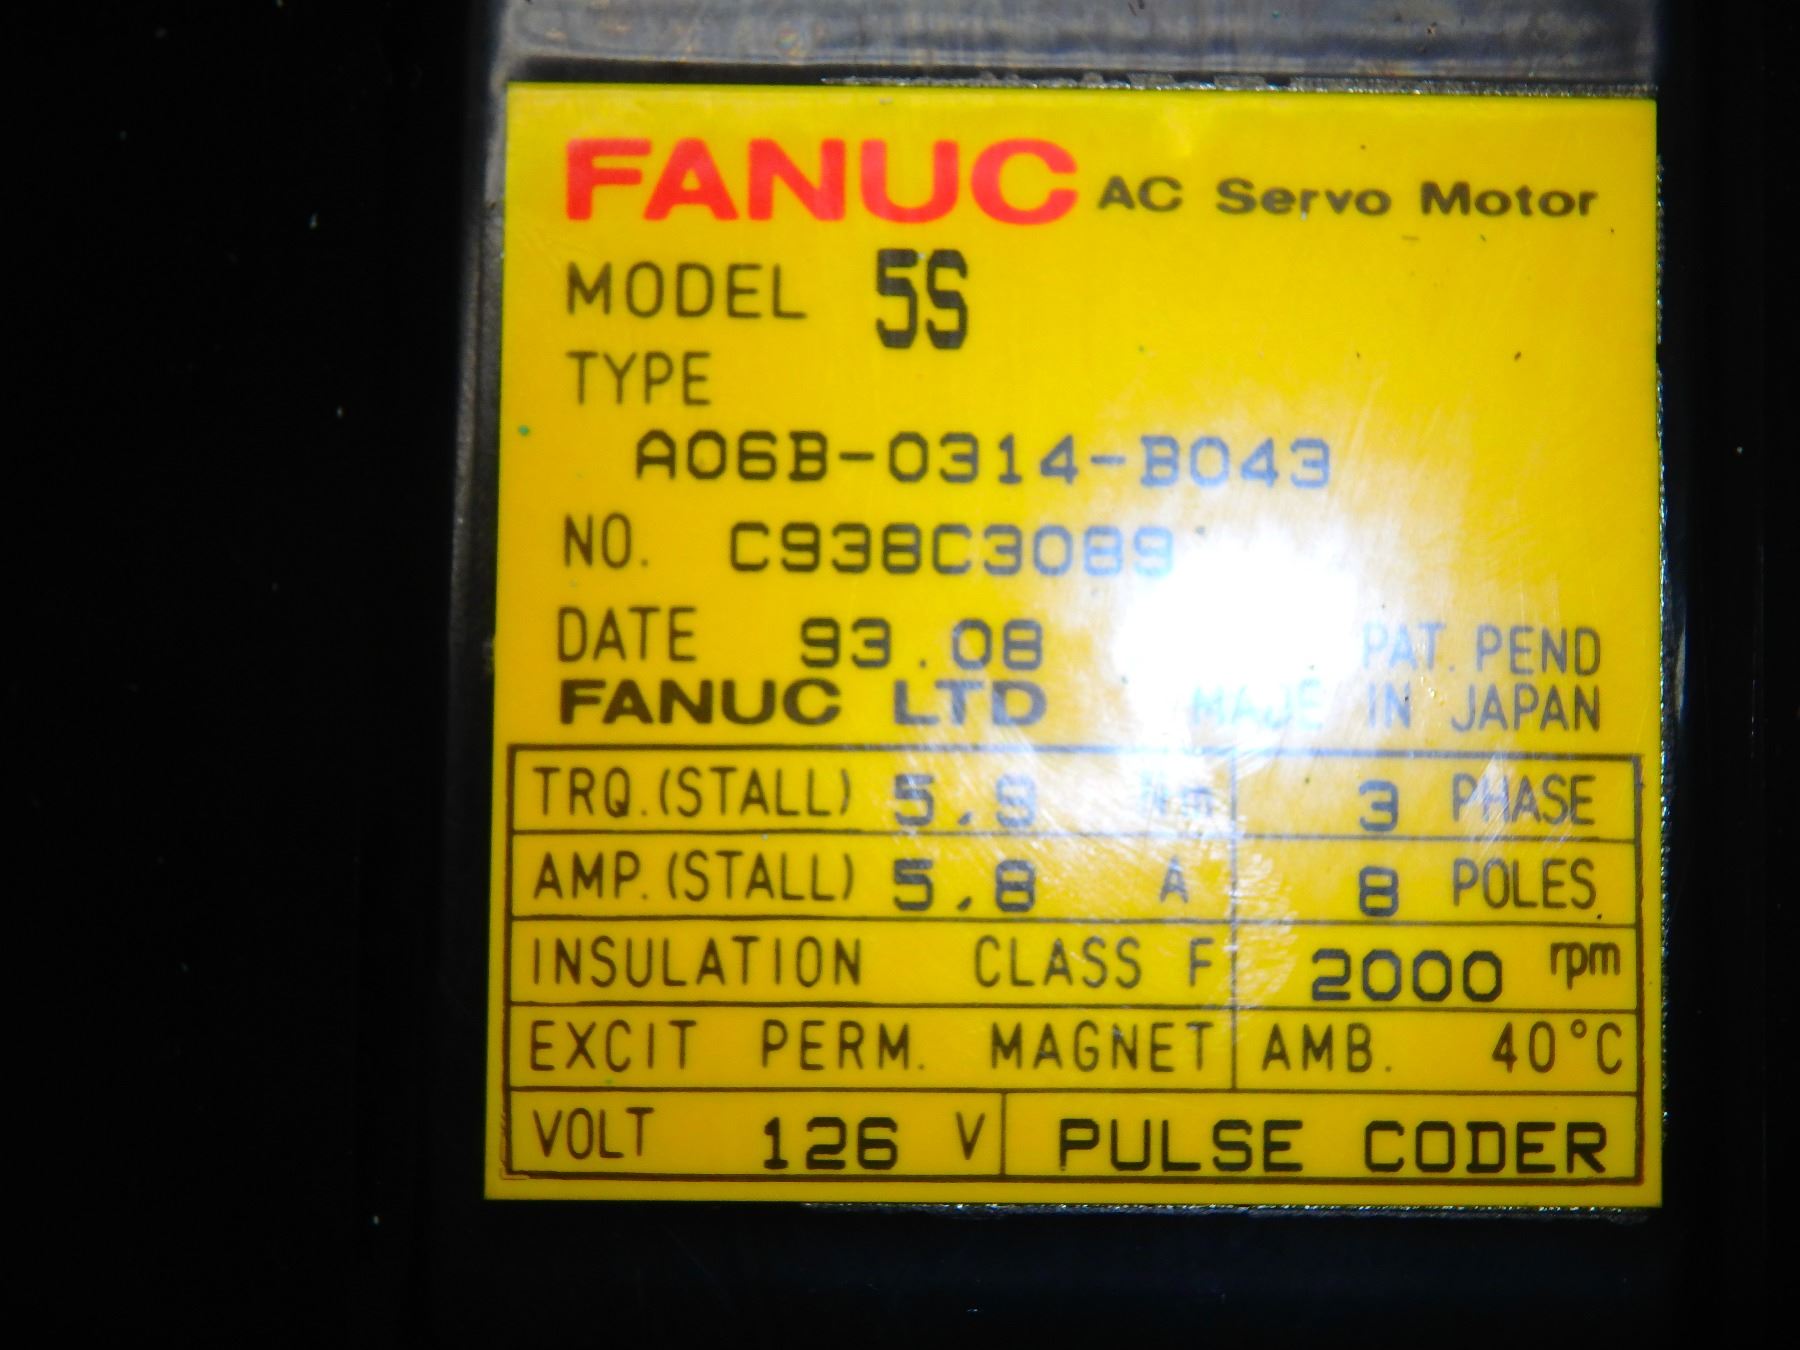 FANUC AC Servo Motor
MODEL 5S
TYPE
A06B-0314-B043
NO. C938C3089
DATE 93.08 PAT. PEND
FANUC LTD MADE IN JAPAN
TRQ.(STALL) 5.9 Nm 3 PHASE
AMP.(STALL) 5.8 A 8 POLES
INSULATION CLASS F 2000 rpm
EXCIT PERM. MAGNET AMB. 40°C
VOLT 126 V PULSE CODER